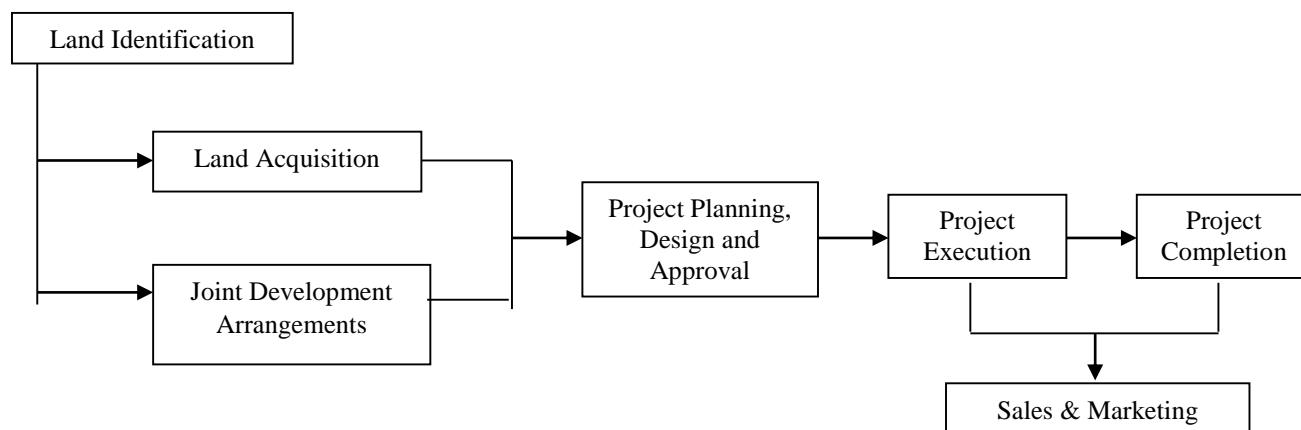 Land Identification
Land Acquisition
Joint Development
Arrangements
Project Planning,
Design and
Approval
Project
Execution
Project
Completion
Sales & Marketing